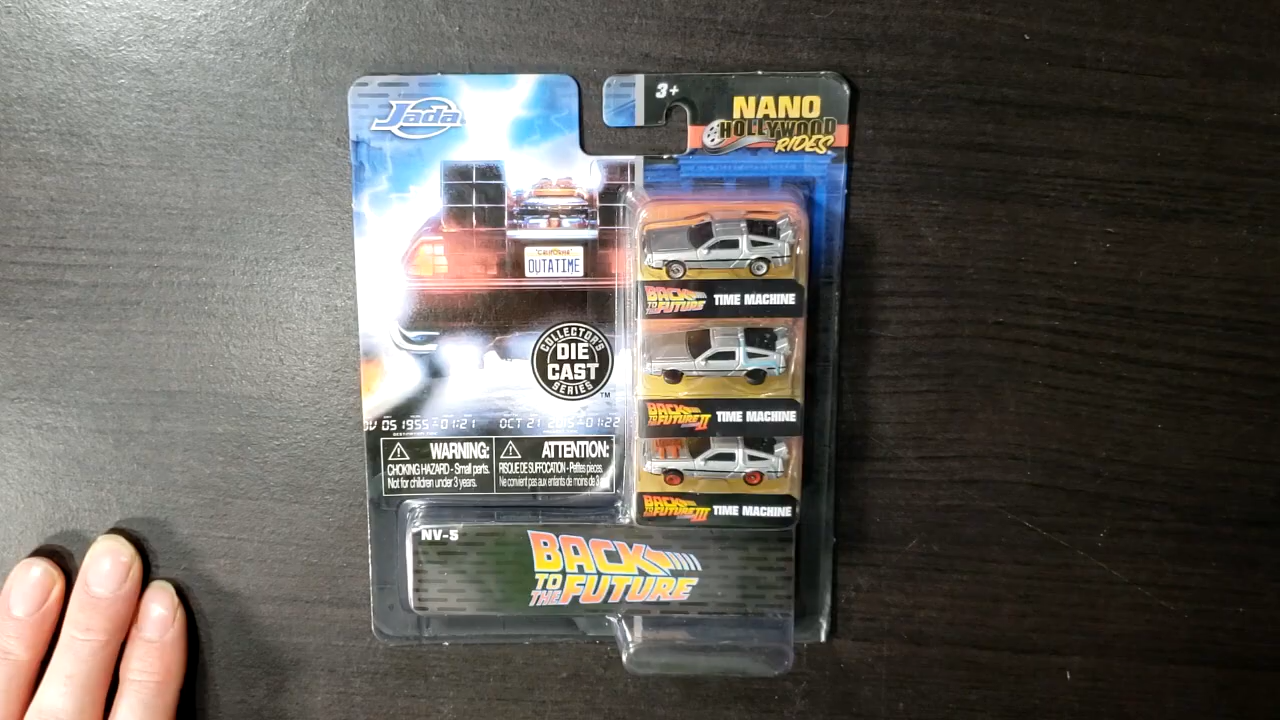 Jada
3+
NANO
HOLLYWOOD
RIDES
CALIFORNIA
OUTATIME
BACK
TO THE FUTURE
TIME MACHINE
COLLECTOR'S
DIE
CAST
SERIES
TM
BACK
TO THE FUTURE II
TIME MACHINE
OV 05 1955 01:21
OCT 21 2015 01:22
WARNING:
CHOKING HAZARD - Small parts.
Not for children under 3 years.
ATTENTION:
RISQUE DE SUFFOCATION - Petites pièces.
Ne convient pas aux enfants de moins de 3
BACK
TO THE FUTURE III
TIME MACHINE
NV-5
BACK
TO THE FUTURE